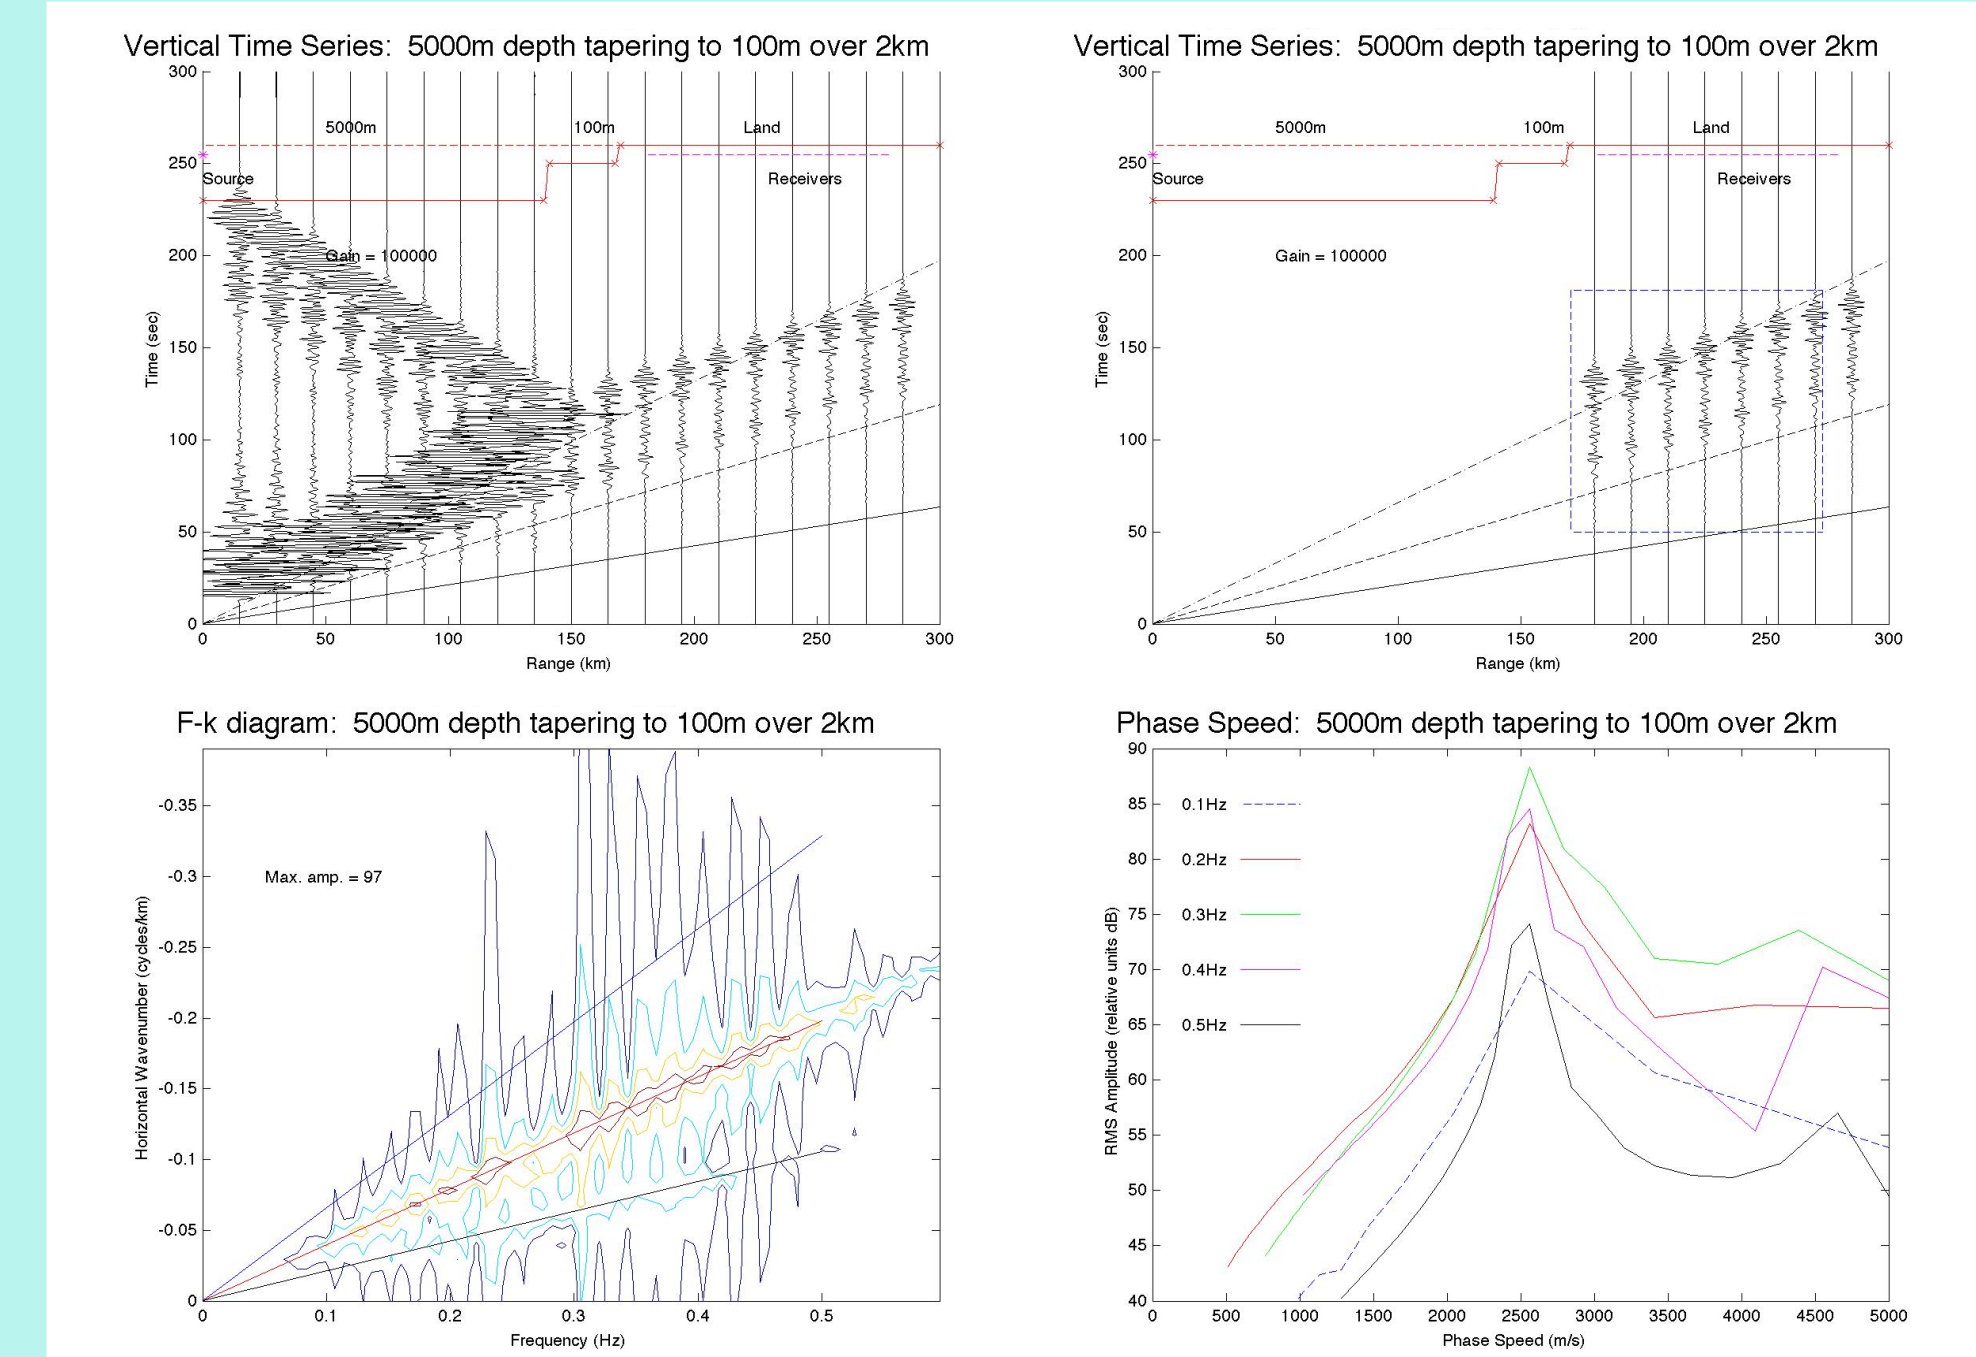 Vertical Time Series:  5000m depth tapering to 100m over 2km
300
250
200
150
100
50
0
Time (sec)
5000m
100m
Land
Source
Receivers
Gain = 100000
0 50 100 150 200 250 300
Range (km)
Vertical Time Series:  5000m depth tapering to 100m over 2km
300
250
200
150
100
50
0
Time (sec)
5000m
100m
Land
Source
Receivers
Gain = 100000
0 50 100 150 200 250 300
Range (km)
F-k diagram:  5000m depth tapering to 100m over 2km
-0.35
-0.3
-0.25
-0.2
-0.15
-0.1
-0.05
0
Horizontal Wavenumber (cycles/km)
Max. amp. = 97
0 0.1 0.2 0.3 0.4 0.5
Frequency (Hz)
Phase Speed:  5000m depth tapering to 100m over 2km
90
85
80
75
70
65
60
55
50
45
40
RMS Amplitude (relative units dB)
0.1Hz
0.2Hz
0.3Hz
0.4Hz
0.5Hz
0 500 1000 1500 2000 2500 3000 3500 4000 4500 5000
Phase Speed (m/s)